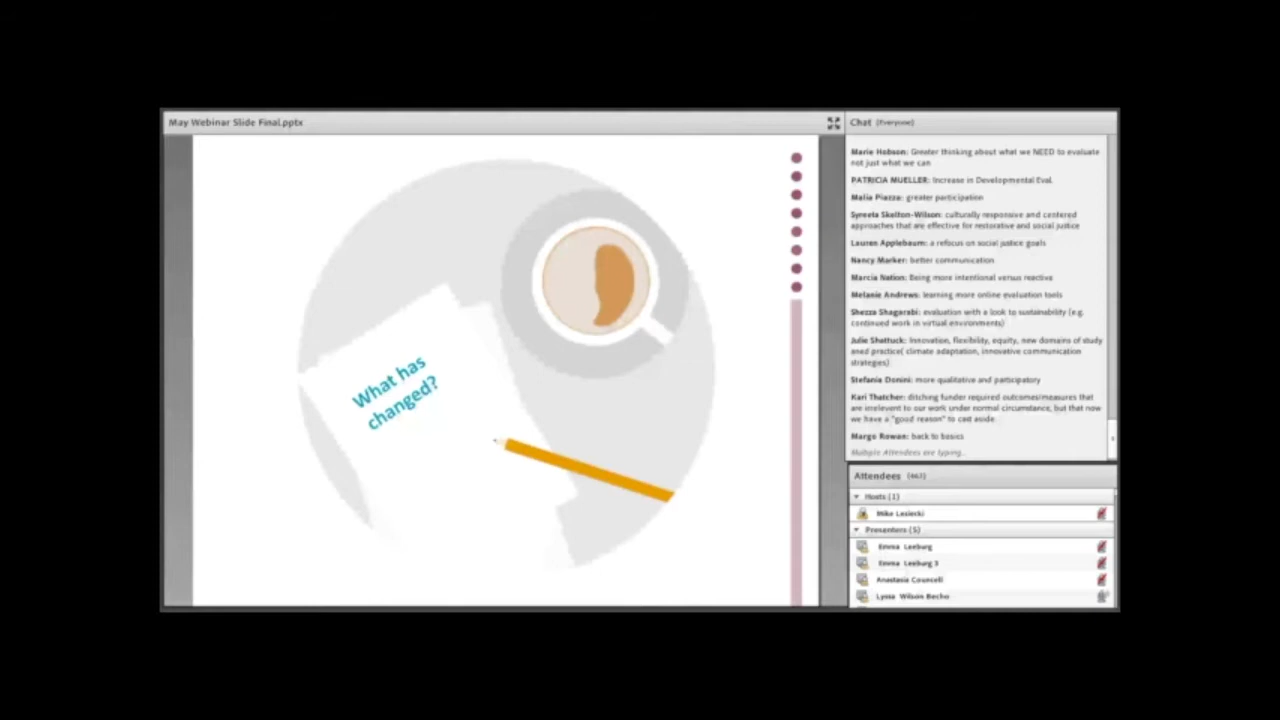 May Webinar Slide Final.pptx
What has
changed?
Chat (Everyone)
Marie Hobson: Greater thinking about what we NEED to evaluate
not just what we can
PATRICIA MUELLER: Increase in Developmental Eval.
Malia Piazza: greater participation
Syreeta Skelton-Wilson: culturally responsive and centered
approaches that are effective for restorative and social justice
Lauren Applebaum: a refocus on social justice goals
Nancy Marker: better communication
Marcia Nation: Being more intentional versus reactive
Melanie Andrews: learning more online evaluation tools
Shezza Shagarabi: evaluation with a look to sustainability (e.g.
continued work in virtual environments)
Julie Shattuck: Innovation, flexibility, equity, new domains of study
aned practice( climate adaptation, innovative communication
strategies)
Stefania Donini: more qualitative and participatory
Kari Thatcher: ditching funder required outcomes/measures that
are irrelevent to our work under normal circumstance, but that now
we have a "good reason" to cast aside.
Margo Rowan: back to basics
Multiple Attendees are typing..
Attendees (467)
Hosts (1)
Mike Lesiecki
Presenters (5)
Emma Leeburg
Emma Leeburg 3
Anastasia Councell
Lyssa Wilson Becho